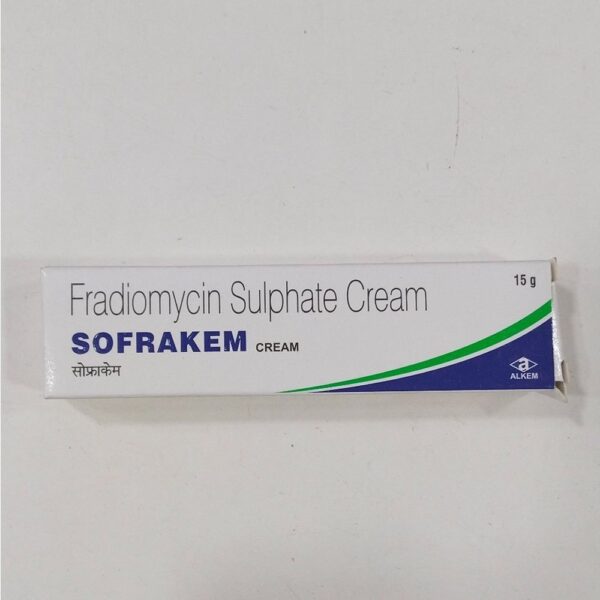 Fradiomycin Sulphate Cream
15 g
SOFRAKEM CREAM
सोफ्राकेम
a
ALKEM